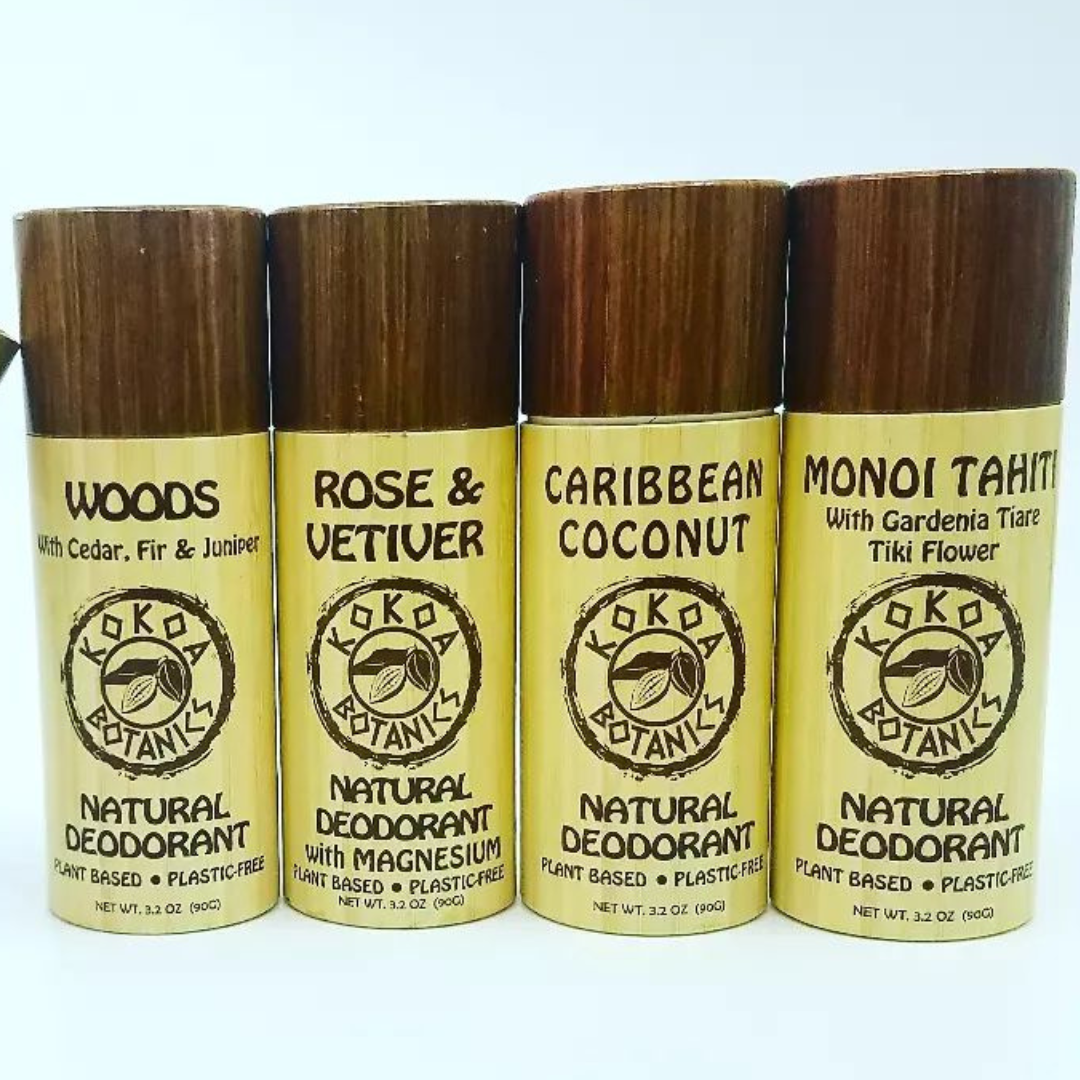 WOODS
With Cedar, Fir & Juniper
KOKOA
BOTANICS
NATURAL
DEODORANT
PLANT BASED • PLASTIC-FREE
NET WT. 3.2 OZ (90G)
ROSE &
VETIVER
KOKOA
BOTANICS
NATURAL
DEODORANT
with MAGNESIUM
PLANT BASED • PLASTIC-FREE
NET WT. 3.2 OZ (90G)
CARIBBEAN
COCONUT
KOKOA
BOTANICS
NATURAL
DEODORANT
PLANT BASED • PLASTIC-FREE
NET WT. 3.2 OZ (90G)
MONOI TAHITI
With Gardenia Tiare
Tiki Flower
KOKOA
BOTANICS
NATURAL
DEODORANT
PLANT BASED • PLASTIC-FREE
NET WT. 3.2 OZ (90G)